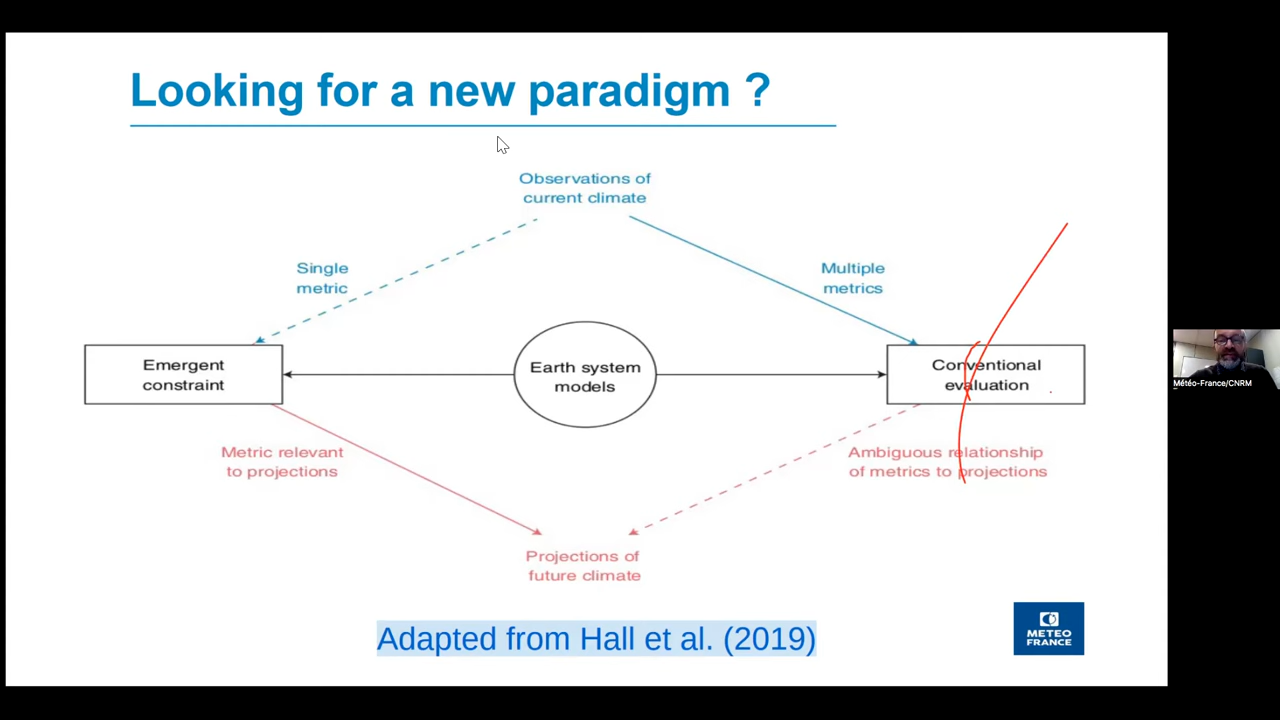 Looking for a new paradigm ?
Observations of
current climate
Single
metric
Multiple
metrics
Emergent
constraint
Earth system
models
Conventional
evaluation
Metric relevant
to projections
Ambiguous relationship
of metrics to projections
Projections of
future climate
Adapted from Hall et al. (2019)
METEO
FRANCE
Météo-France/CNRM